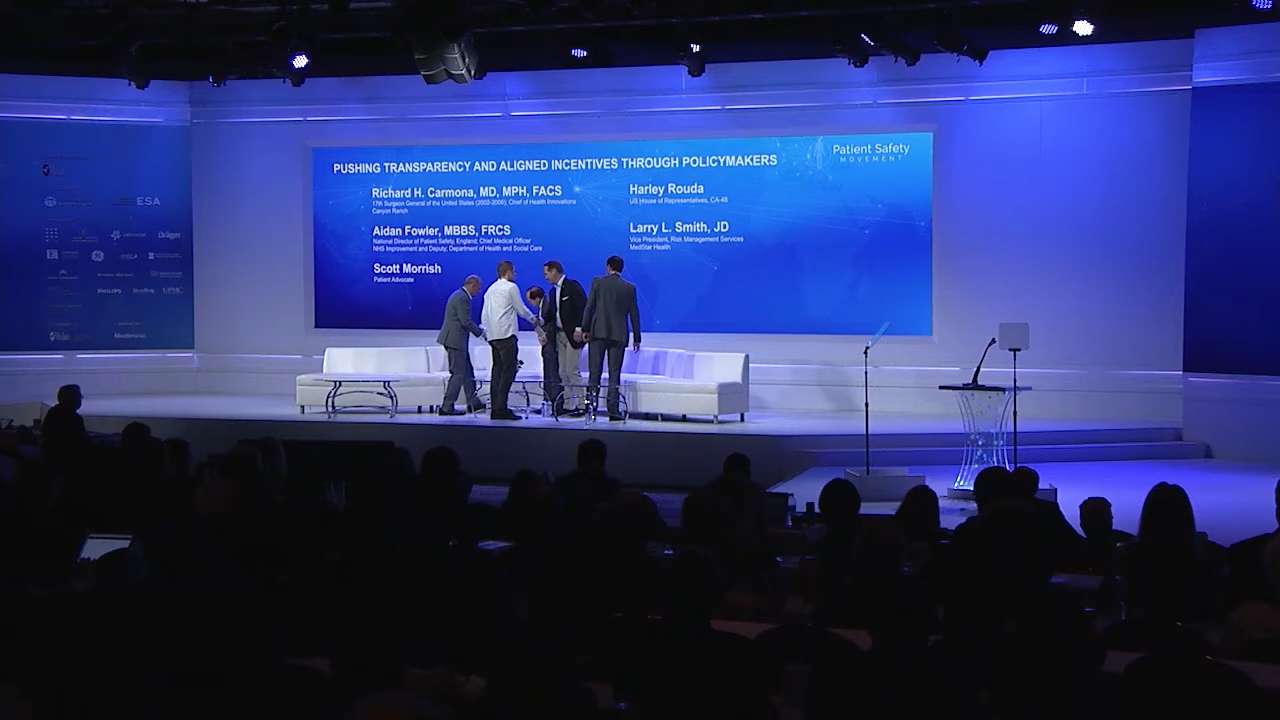 PUSHING TRANSPARENCY AND ALIGNED INCENTIVES THROUGH POLICYMAKERS
Patient Safety
MOVEMENT
Richard H. Carmona, MD, MPH, FACS
17th Surgeon General of the United States (2002-2006); Chief of Health Innovations
Canyon Ranch
Aidan Fowler, MBBS, FRCS
National Director of Patient Safety, England; Chief Medical Officer
NHS Improvement and Deputy; Department of Health and Social Care
Scott Morrish
Patient Advocate
Harley Rouda
US House of Representatives, CA-48
Larry L. Smith, JD
Vice President, Risk Management Services
MedStar Health
ESA
Dräger
PHILIPS
UPMC
Medtronic